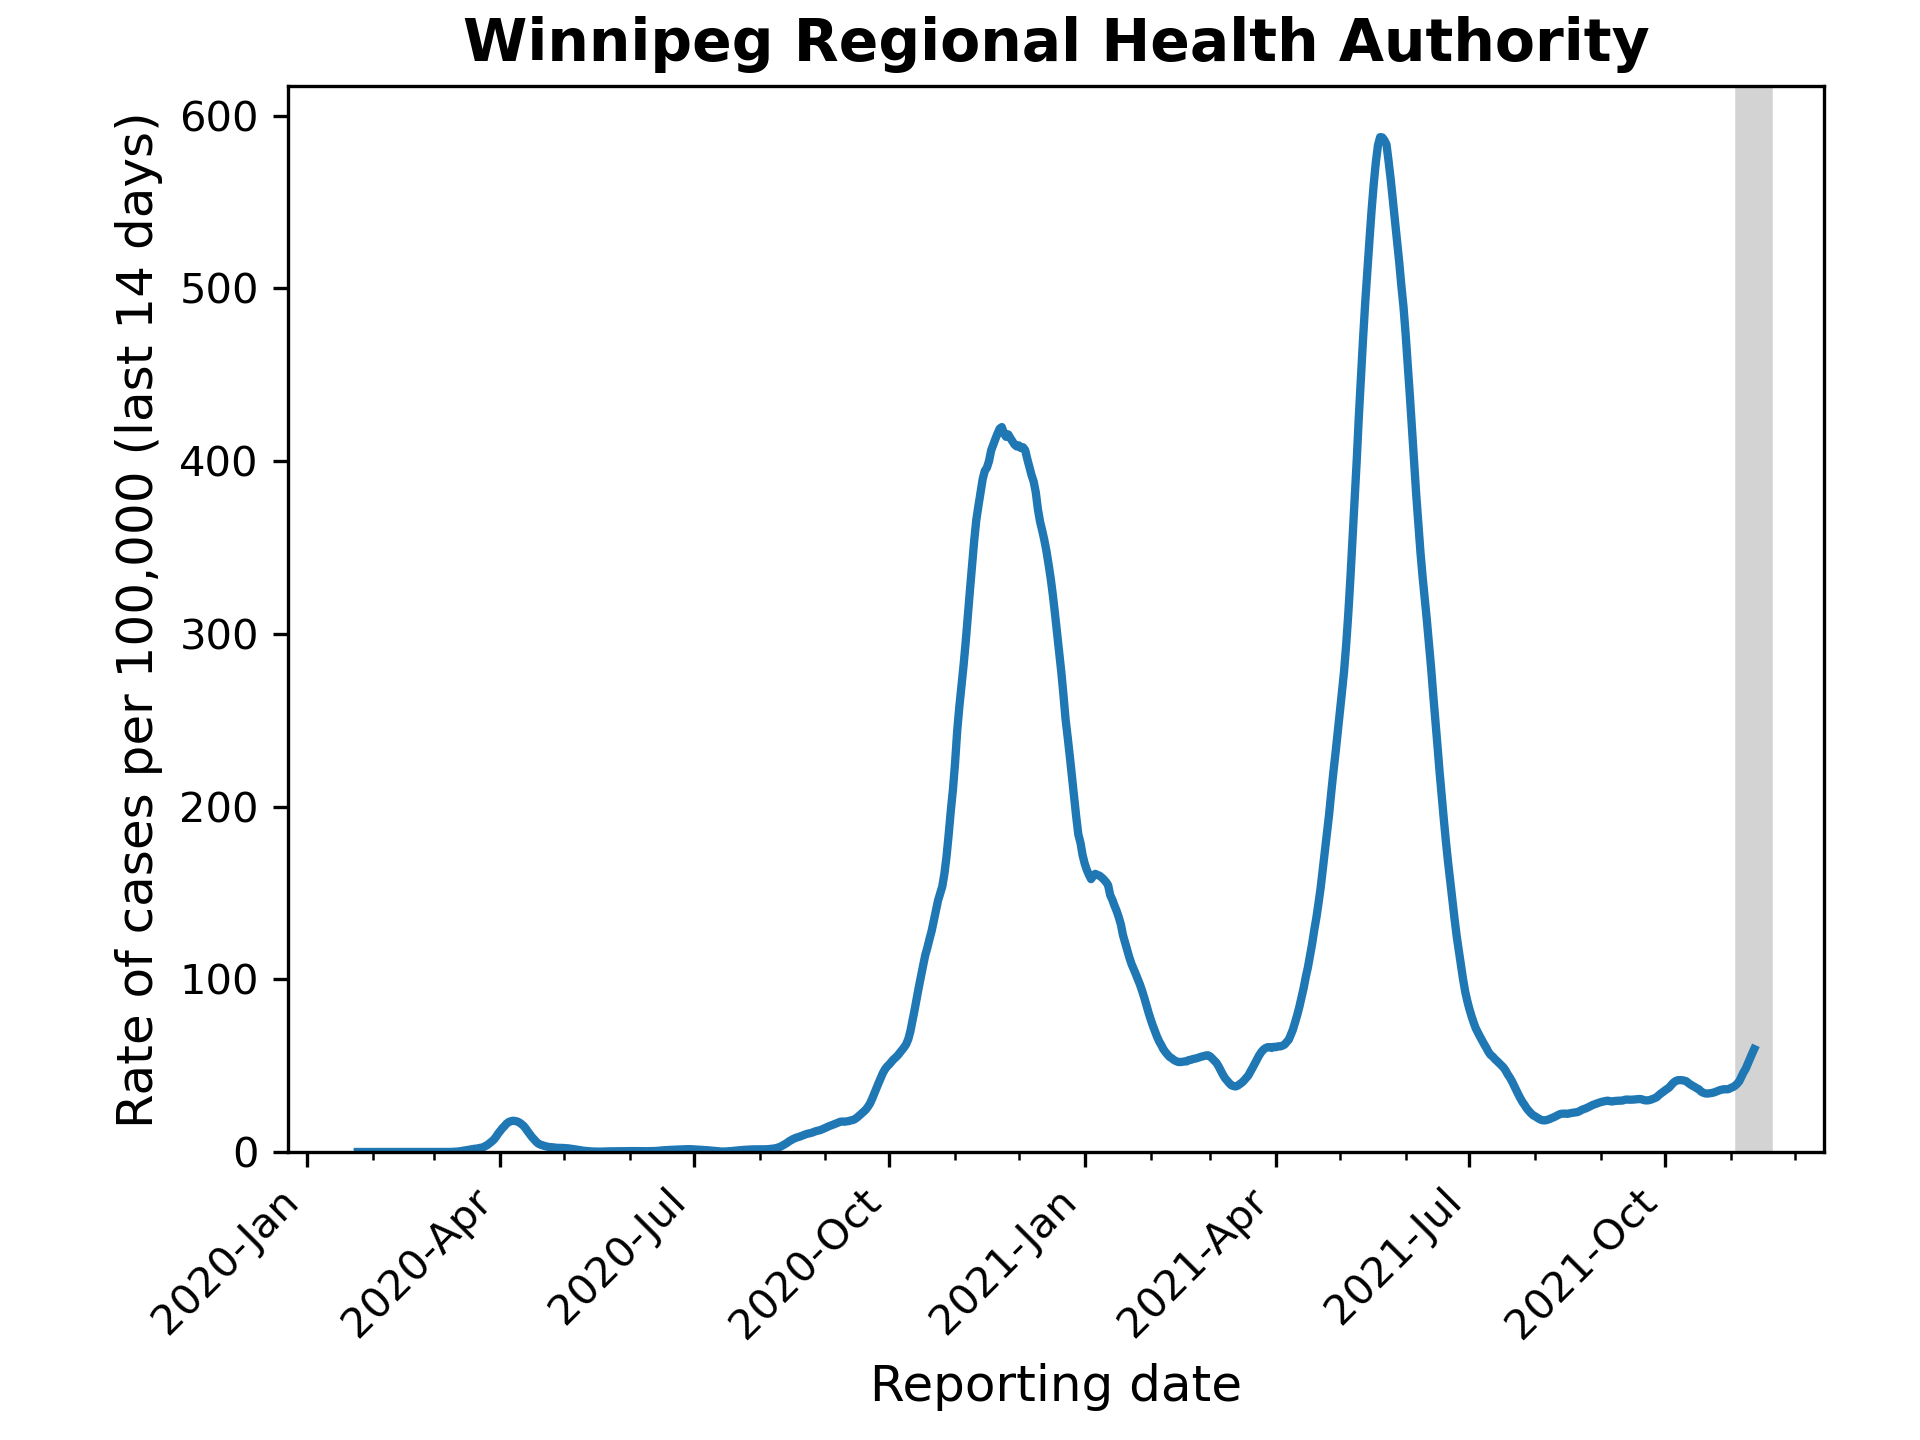 Winnipeg Regional Health Authority
Rate of cases per 100,000 (last 14 days)
600
500
400
300
200
100
0
2020-Jan
2020-Apr
2020-Jul
2020-Oct
2021-Jan
2021-Apr
2021-Jul
2021-Oct
Reporting date